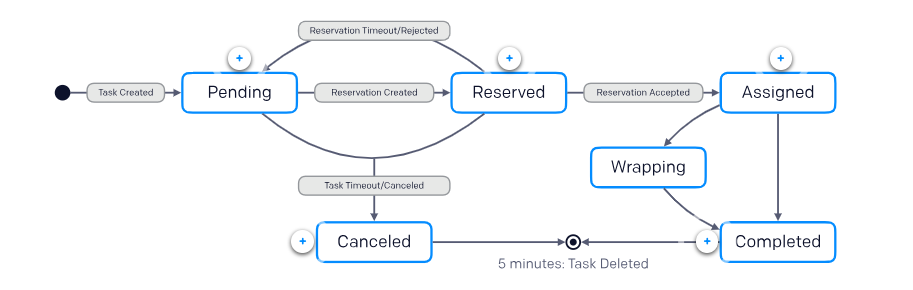 Reservation Timeout/Rejected
+
+
+
Task Created
Pending
Reservation Created
Reserved
Reservation Accepted
Assigned
Wrapping
Task Timeout/Canceled
+
Canceled
+
Completed
5 minutes: Task Deleted